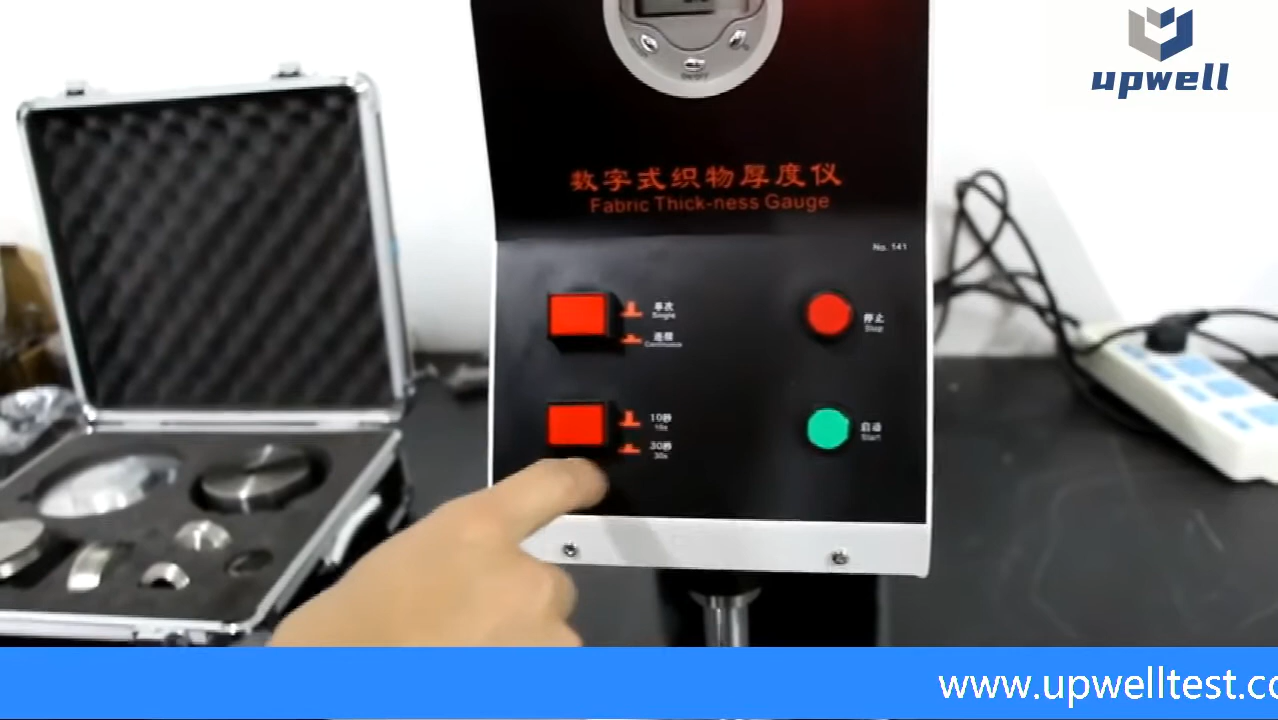 upwell
ON/OFF
数字式织物厚度仪
Fabric Thick-ness Gauge
No. 141
单次
Single
连续
Continuous
停止
Stop
10秒
10s
30秒
30s
启动
Start
www.upwelltest.co